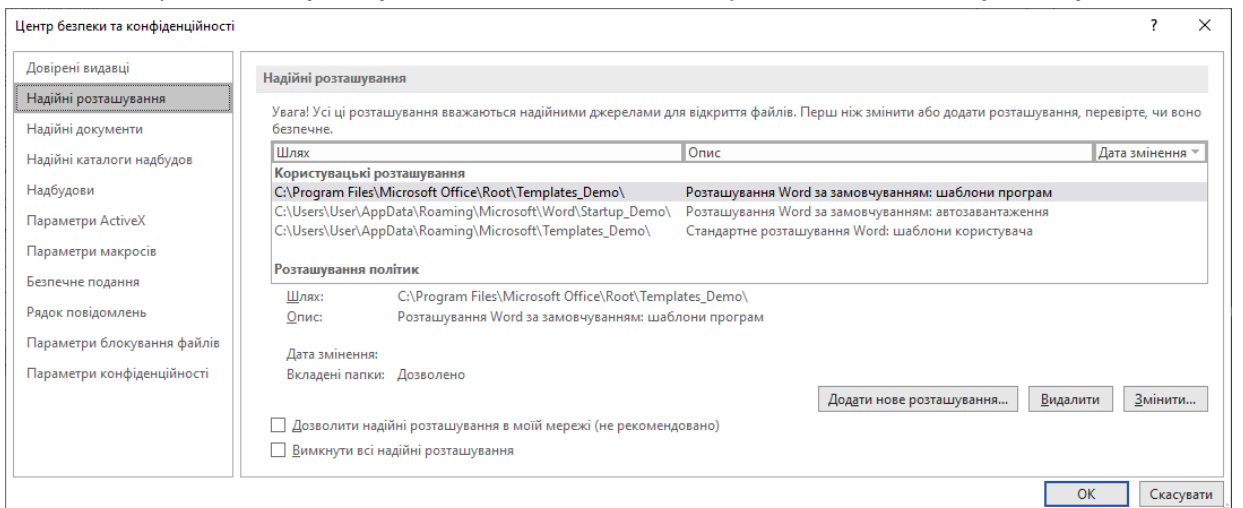 Центр безпеки та конфіденційності ? ×
Довірені видавці
Надійні розташування
Надійні документи
Надійні каталоги надбудов
Надбудови
Параметри ActiveX
Параметри макросів
Безпечне подання
Рядок повідомлень
Параметри блокування файлів
Параметри конфіденційності
Надійні розташування
Увага! Усі ці розташування вважаються надійними джерелами для відкриття файлів. Перш ніж змінити або додати розташування, перевірте, чи воно
безпечне.
Шлях Опис Дата змінення
Користувацькі розташування
C:\Program Files\Microsoft Office\Root\Templates_Demo\ Розташування Word за замовчуванням: шаблони програм
C:\Users\User\AppData\Roaming\Microsoft\Word\Startup_Demo\ Розташування Word за замовчуванням: автозавантаження
C:\Users\User\AppData\Roaming\Microsoft\Templates_Demo\ Стандартне розташування Word: шаблони користувача
Розташування політик
Шлях: C:\Program Files\Microsoft Office\Root\Templates_Demo\
Опис: Розташування Word за замовчуванням: шаблони програм
Дата змінення:
Вкладені папки: Дозволено
Додати нове розташування... Видалити Змінити...
Дозволити надійні розташування в моїй мережі (не рекомендовано)
Вимкнути всі надійні розташування
OK Скасувати